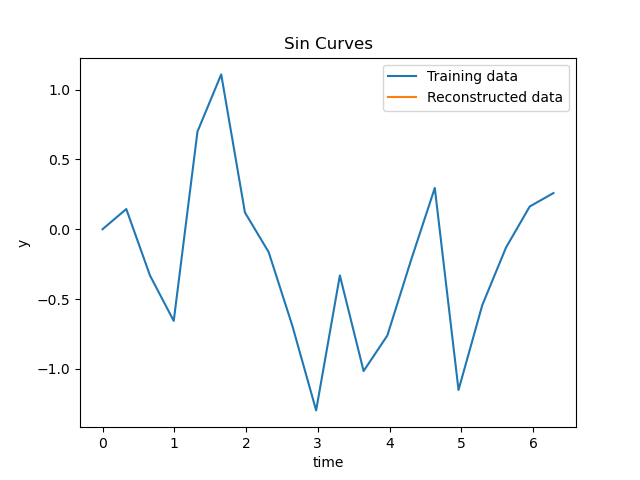 Sin Curves
Training data
Reconstructed data
1.0
0.5
0.0
−0.5
−1.0
y
0 1 2 3 4 5 6
time